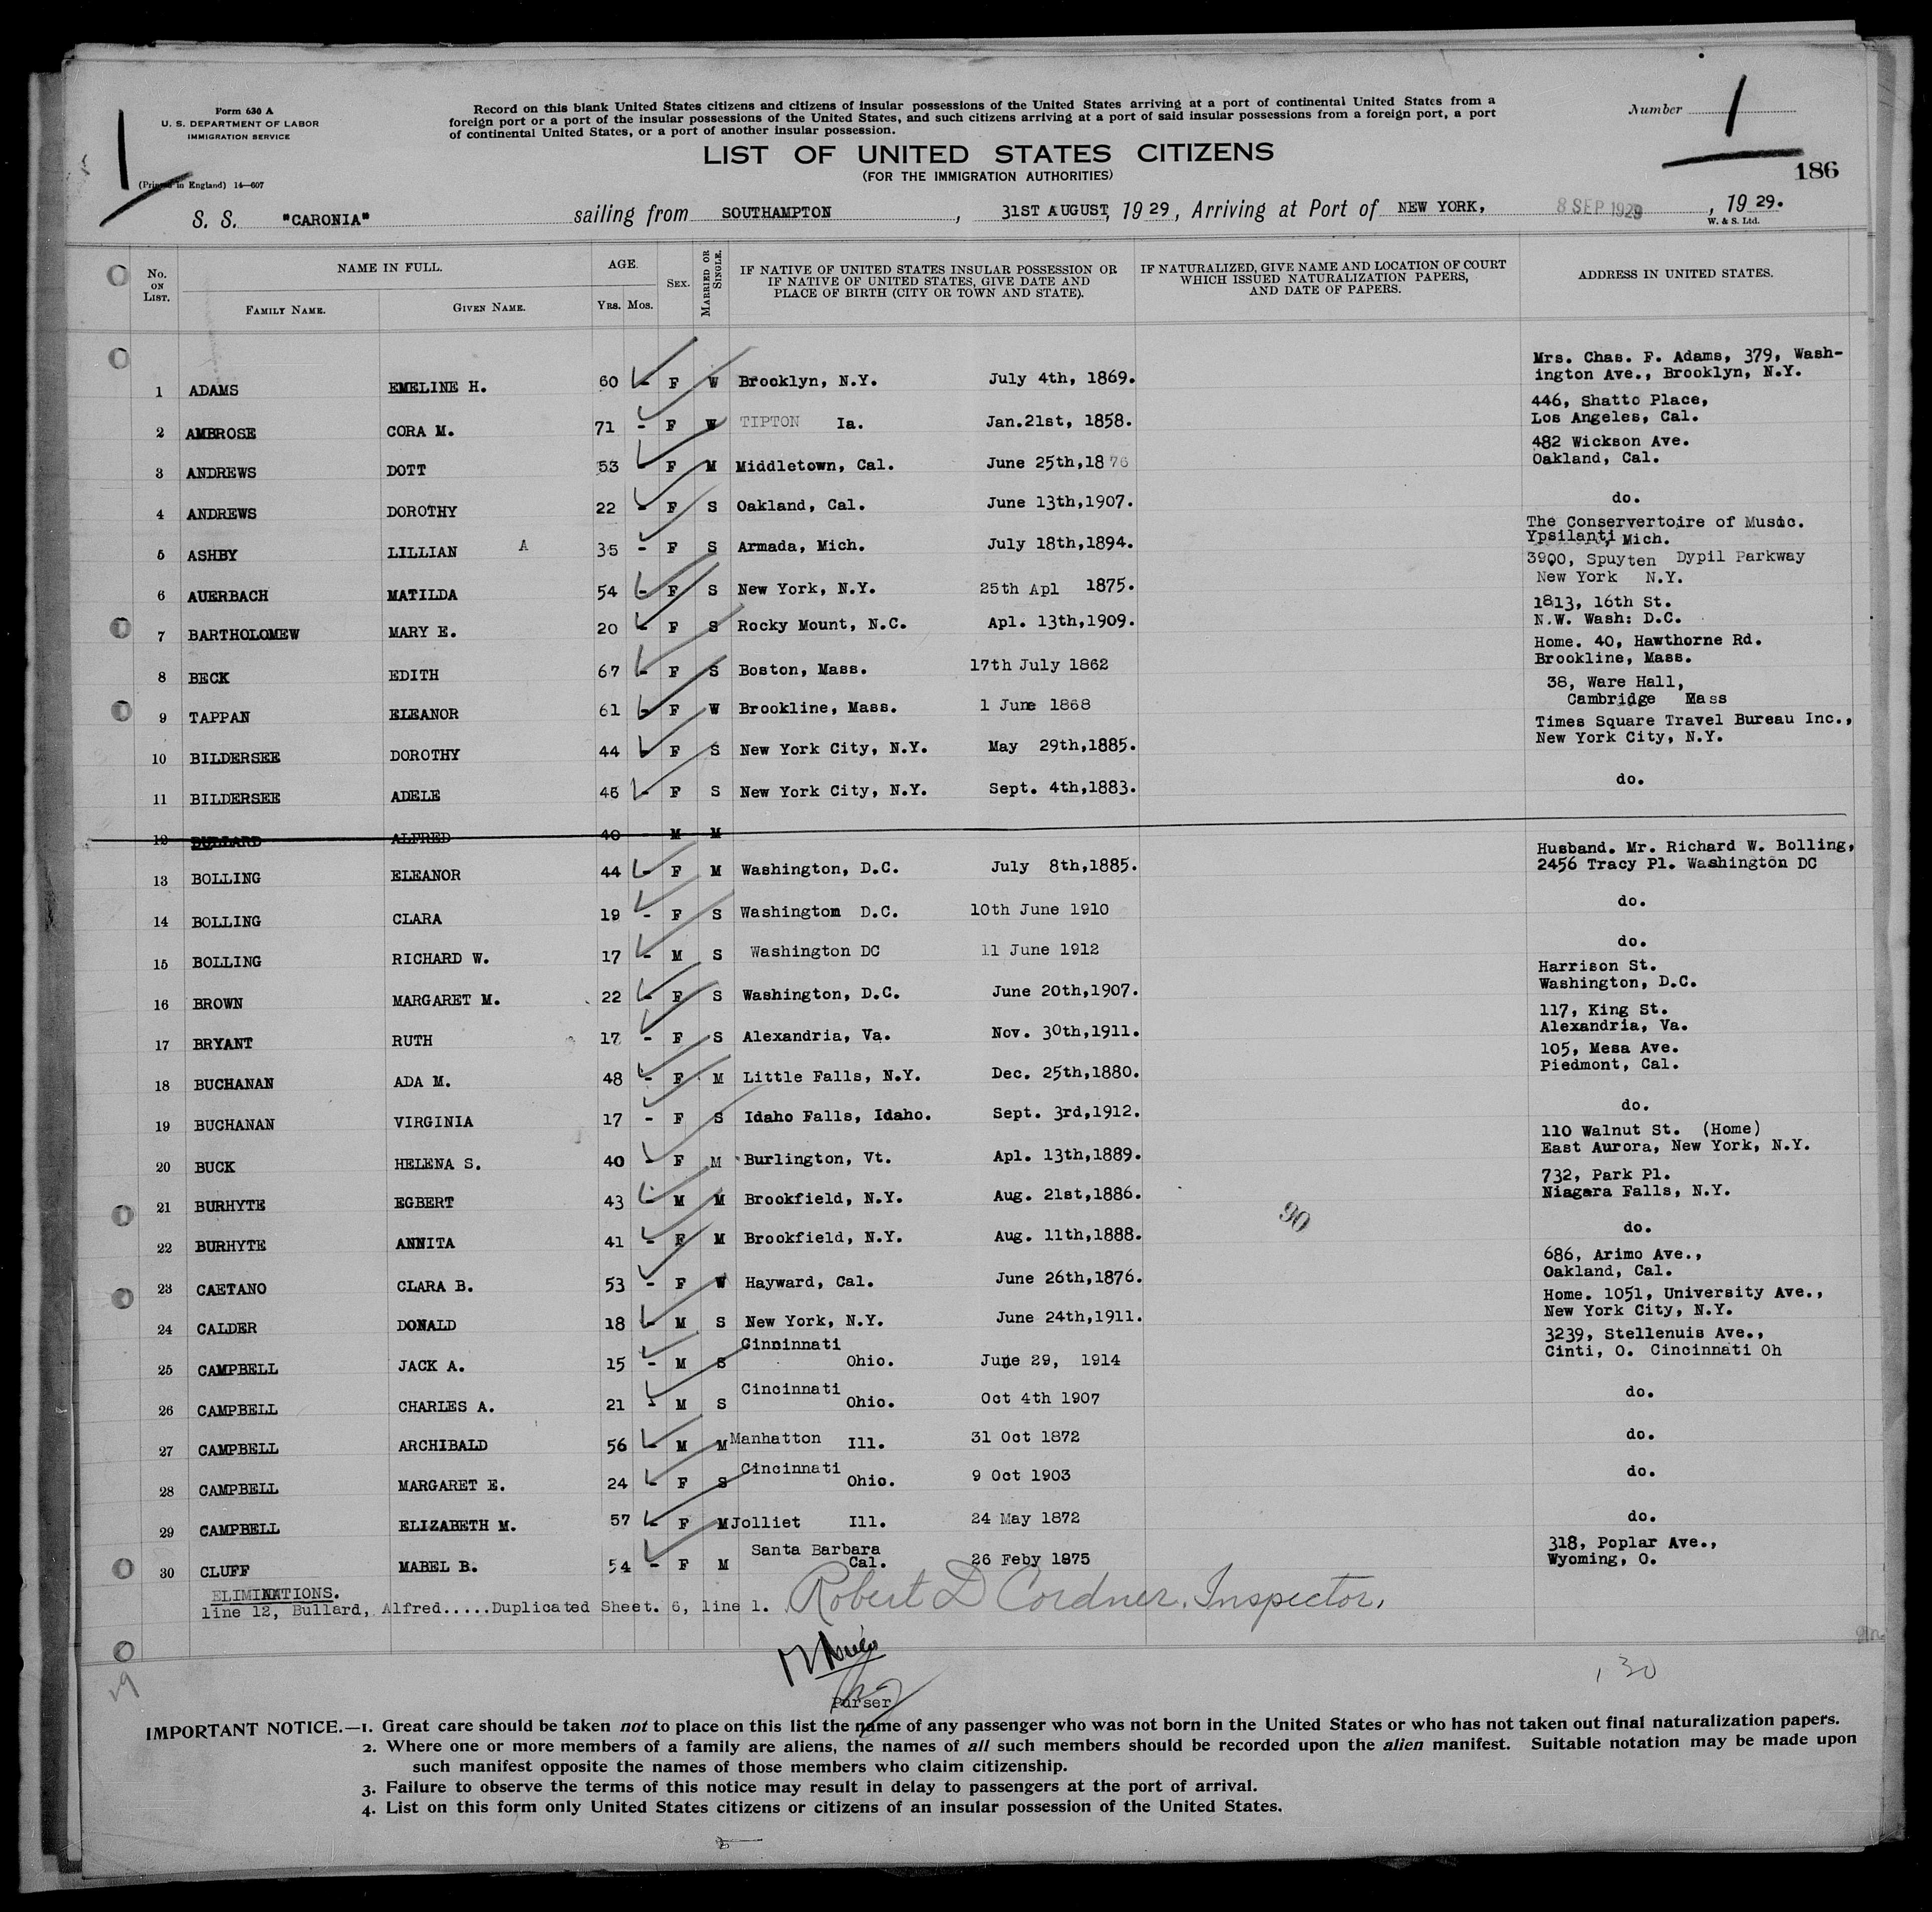 Form 630 A
U. S. DEPARTMENT OF LABOR
IMMIGRATION SERVICE
(Printed in England) 14—607
Record on this blank United States citizens and citizens of insular possessions of the United States arriving at a port of continental United States from a
foreign port or a port of the insular possessions of the United States, and such citizens arriving at a port of said insular possessions from a foreign port, a port
of continental United States, or a port of another insular possession.
Number 1
1
LIST OF UNITED STATES CITIZENS
(FOR THE IMMIGRATION AUTHORITIES)
186
S. S. "CARONIA" sailing from SOUTHAMPTON, 31ST AUGUST, 19 29, Arriving at Port of NEW YORK, 8 SEP 1929, 19 29.
W. & S. Ltd.
No. ON LIST. NAME IN FULL. FAMILY NAME. GIVEN NAME. AGE. YRS. MOS. SEX. MARRIED OR SINGLE. IF NATIVE OF UNITED STATES INSULAR POSSESSION OR IF NATIVE OF UNITED STATES, GIVE DATE AND PLACE OF BIRTH (CITY OR TOWN AND STATE). IF NATURALIZED, GIVE NAME AND LOCATION OF COURT WHICH ISSUED NATURALIZATION PAPERS, AND DATE OF PAPERS. ADDRESS IN UNITED STATES.
1 ADAMS EMELINE H. 60 - F W Brooklyn, N.Y. July 4th, 1869. Mrs. Chas. F. Adams, 379, Wash-
ington Ave., Brooklyn, N.Y.
2 AMBROSE CORA M. 71 - F W TIPTON Ia. Jan.21st, 1858. 446, Shatto Place,
Los Angeles, Cal.
3 ANDREWS DOTT 53 F M Middletown, Cal. June 25th,1876 482 Wickson Ave.
Oakland, Cal.
4 ANDREWS DOROTHY 22 - F S Oakland, Cal. June 13th,1907. do.
5 ASHBY LILLIAN A 35 - F S Armada, Mich. July 18th,1894. The Conservertoire of Music.
Ypsilanti, Mich.
6 AUERBACH MATILDA 54 - F S New York, N.Y. 25th Apl 1875. 3900, Spuyten Dypil Parkway
New York N.Y.
7 BARTHOLOMEW MARY E. 20 - F S Rocky Mount, N.C. Apl. 13th,1909. 1813, 16th St.
N.W. Wash: D.C.
8 BECK EDITH 67 - F S Boston, Mass. 17th July 1862 Home. 40, Hawthorne Rd.
Brookline, Mass.
9 TAPPAN ELEANOR 61 - F W Brookline, Mass. 1 June 1868 38, Ware Hall,
Cambridge Mass
10 BILDERSEE DOROTHY 44 - F S New York City, N.Y. May 29th,1885. Times Square Travel Bureau Inc.,
New York City, N.Y.
11 BILDERSEE ADELE 45 - F S New York City, N.Y. Sept. 4th,1883. do.
12 BULLARD ALFRED 40 - M M
13 BOLLING ELEANOR 44 - F M Washington, D.C. July 8th,1885. Husband. Mr. Richard W. Bolling,
2456 Tracy Pl. Washington DC
14 BOLLING CLARA 19 - F S Washington D.C. 10th June 1910 do.
15 BOLLING RICHARD W. 17 - M S Washington DC 11 June 1912 do.
16 BROWN MARGARET M. 22 - F S Washington, D.C. June 20th,1907. Harrison St.
Washington, D.C.
17 BRYANT RUTH 17 - F S Alexandria, Va. Nov. 30th,1911. 117, King St.
Alexandria, Va.
18 BUCHANAN ADA M. 48 - F M Little Falls, N.Y. Dec. 25th,1880. 105, Mesa Ave.
Piedmont, Cal.
19 BUCHANAN VIRGINIA 17 - F S Idaho Falls, Idaho. Sept. 3rd,1912. do.
20 BUCK HELENA S. 40 - F M Burlington, Vt. Apl. 13th,1889. 110 Walnut St. (Home)
East Aurora, New York, N.Y.
21 BURHYTE EGBERT 43 - M M Brookfield, N.Y. Aug. 21st,1886. 732, Park Pl.
Niagara Falls, N.Y.
90
22 BURHYTE ANNITA 41 - F M Brookfield, N.Y. Aug. 11th,1888. do.
23 CAETANO CLARA B. 53 - F W Hayward, Cal. June 26th,1876. 686, Arimo Ave.,
Oakland, Cal.
24 CALDER DONALD 18 - M S New York, N.Y. June 24th,1911. Home. 1051, University Ave.,
New York City, N.Y.
25 CAMPBELL JACK A. 15 - M S Cincinnati Ohio. June 29, 1914 3239, Stellenuis Ave.,
Cinti, O. Cincinnati Oh
26 CAMPBELL CHARLES A. 21 - M S Cincinnati Ohio. Oct 4th 1907 do.
27 CAMPBELL ARCHIBALD 56 - M M Manhatton Ill. 31 Oct 1872 do.
28 CAMPBELL MARGARET E. 24 - F S Cincinnati Ohio. 9 Oct 1903 do.
29 CAMPBELL ELIZABETH M. 57 - F M Jolliet Ill. 24 May 1872 do.
30 CLUFF MABEL B. 54 - F M Santa Barbara Cal. 26 Feby 1875 318, Poplar Ave.,
Wyoming, O.
ELIMINATIONS.
line 12, Bullard, Alfred.....Duplicated Sheet. 6, line 1. Robert D Cordner. Inspector.
29
30
Purser
IMPORTANT NOTICE.—1. Great care should be taken not to place on this list the name of any passenger who was not born in the United States or who has not taken out final naturalization papers.
2. Where one or more members of a family are aliens, the names of all such members should be recorded upon the alien manifest. Suitable notation may be made upon
such manifest opposite the names of those members who claim citizenship.
3. Failure to observe the terms of this notice may result in delay to passengers at the port of arrival.
4. List on this form only United States citizens or citizens of an insular possession of the United States.